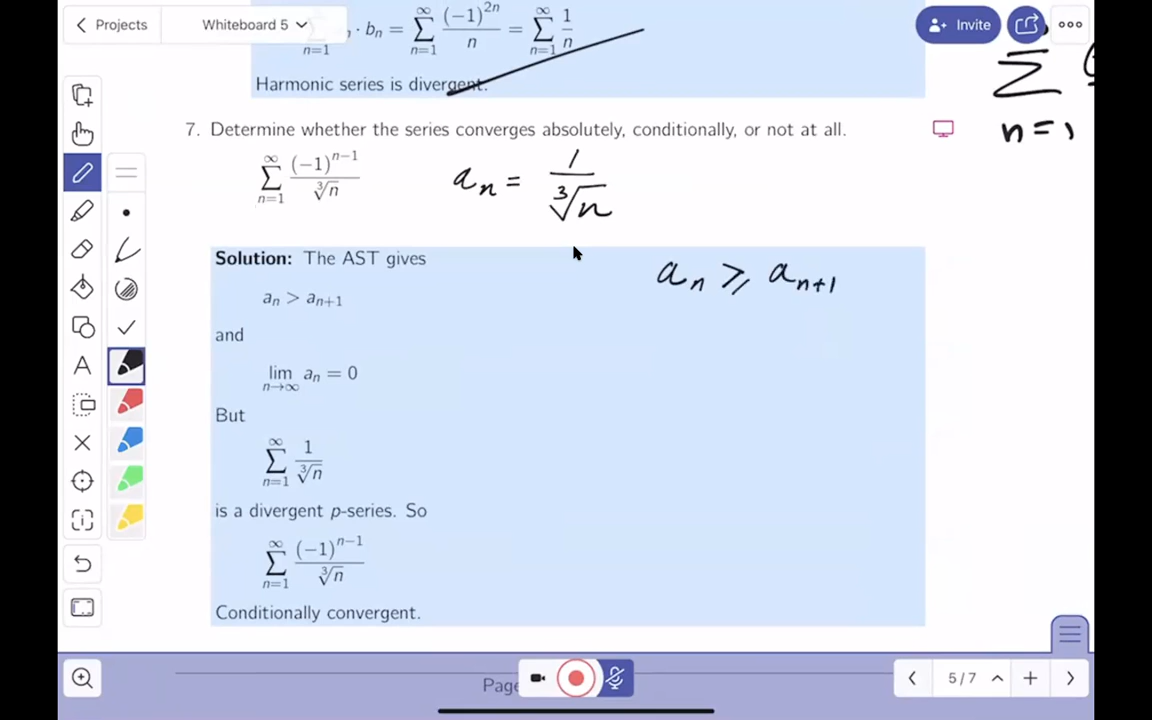 Projects
Whiteboard 5
Invite
∑_{n=1}^{∞} · b_n = ∑_{n=1}^{∞} (−1)^{2n}/n = ∑_{n=1}^{∞} 1/n
Harmonic series is divergent.
∑ n=1
7. Determine whether the series converges absolutely, conditionally, or not at all.
∑_{n=1}^{∞} (−1)^{n−1}/∛n
a_n = 1/∛n
Solution: The AST gives
a_n ⩾ a_{n+1}
a_n > a_{n+1}
and
lim_{n→∞} a_n = 0
But
∑_{n=1}^{∞} 1/∛n
is a divergent p-series. So
∑_{n=1}^{∞} (−1)^{n−1}/∛n
Conditionally convergent.
Page
5 / 7